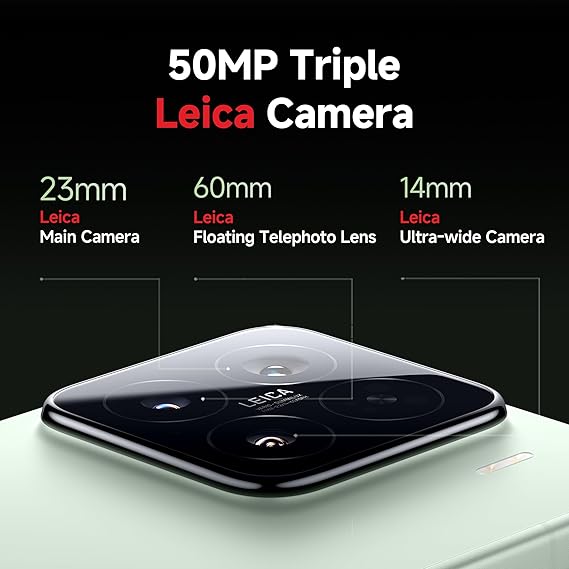 50MP Triple
Leica Camera
23mm
Leica
Main Camera
60mm
Leica
Floating Telephoto Lens
14mm
Leica
Ultra-wide Camera
LEICA